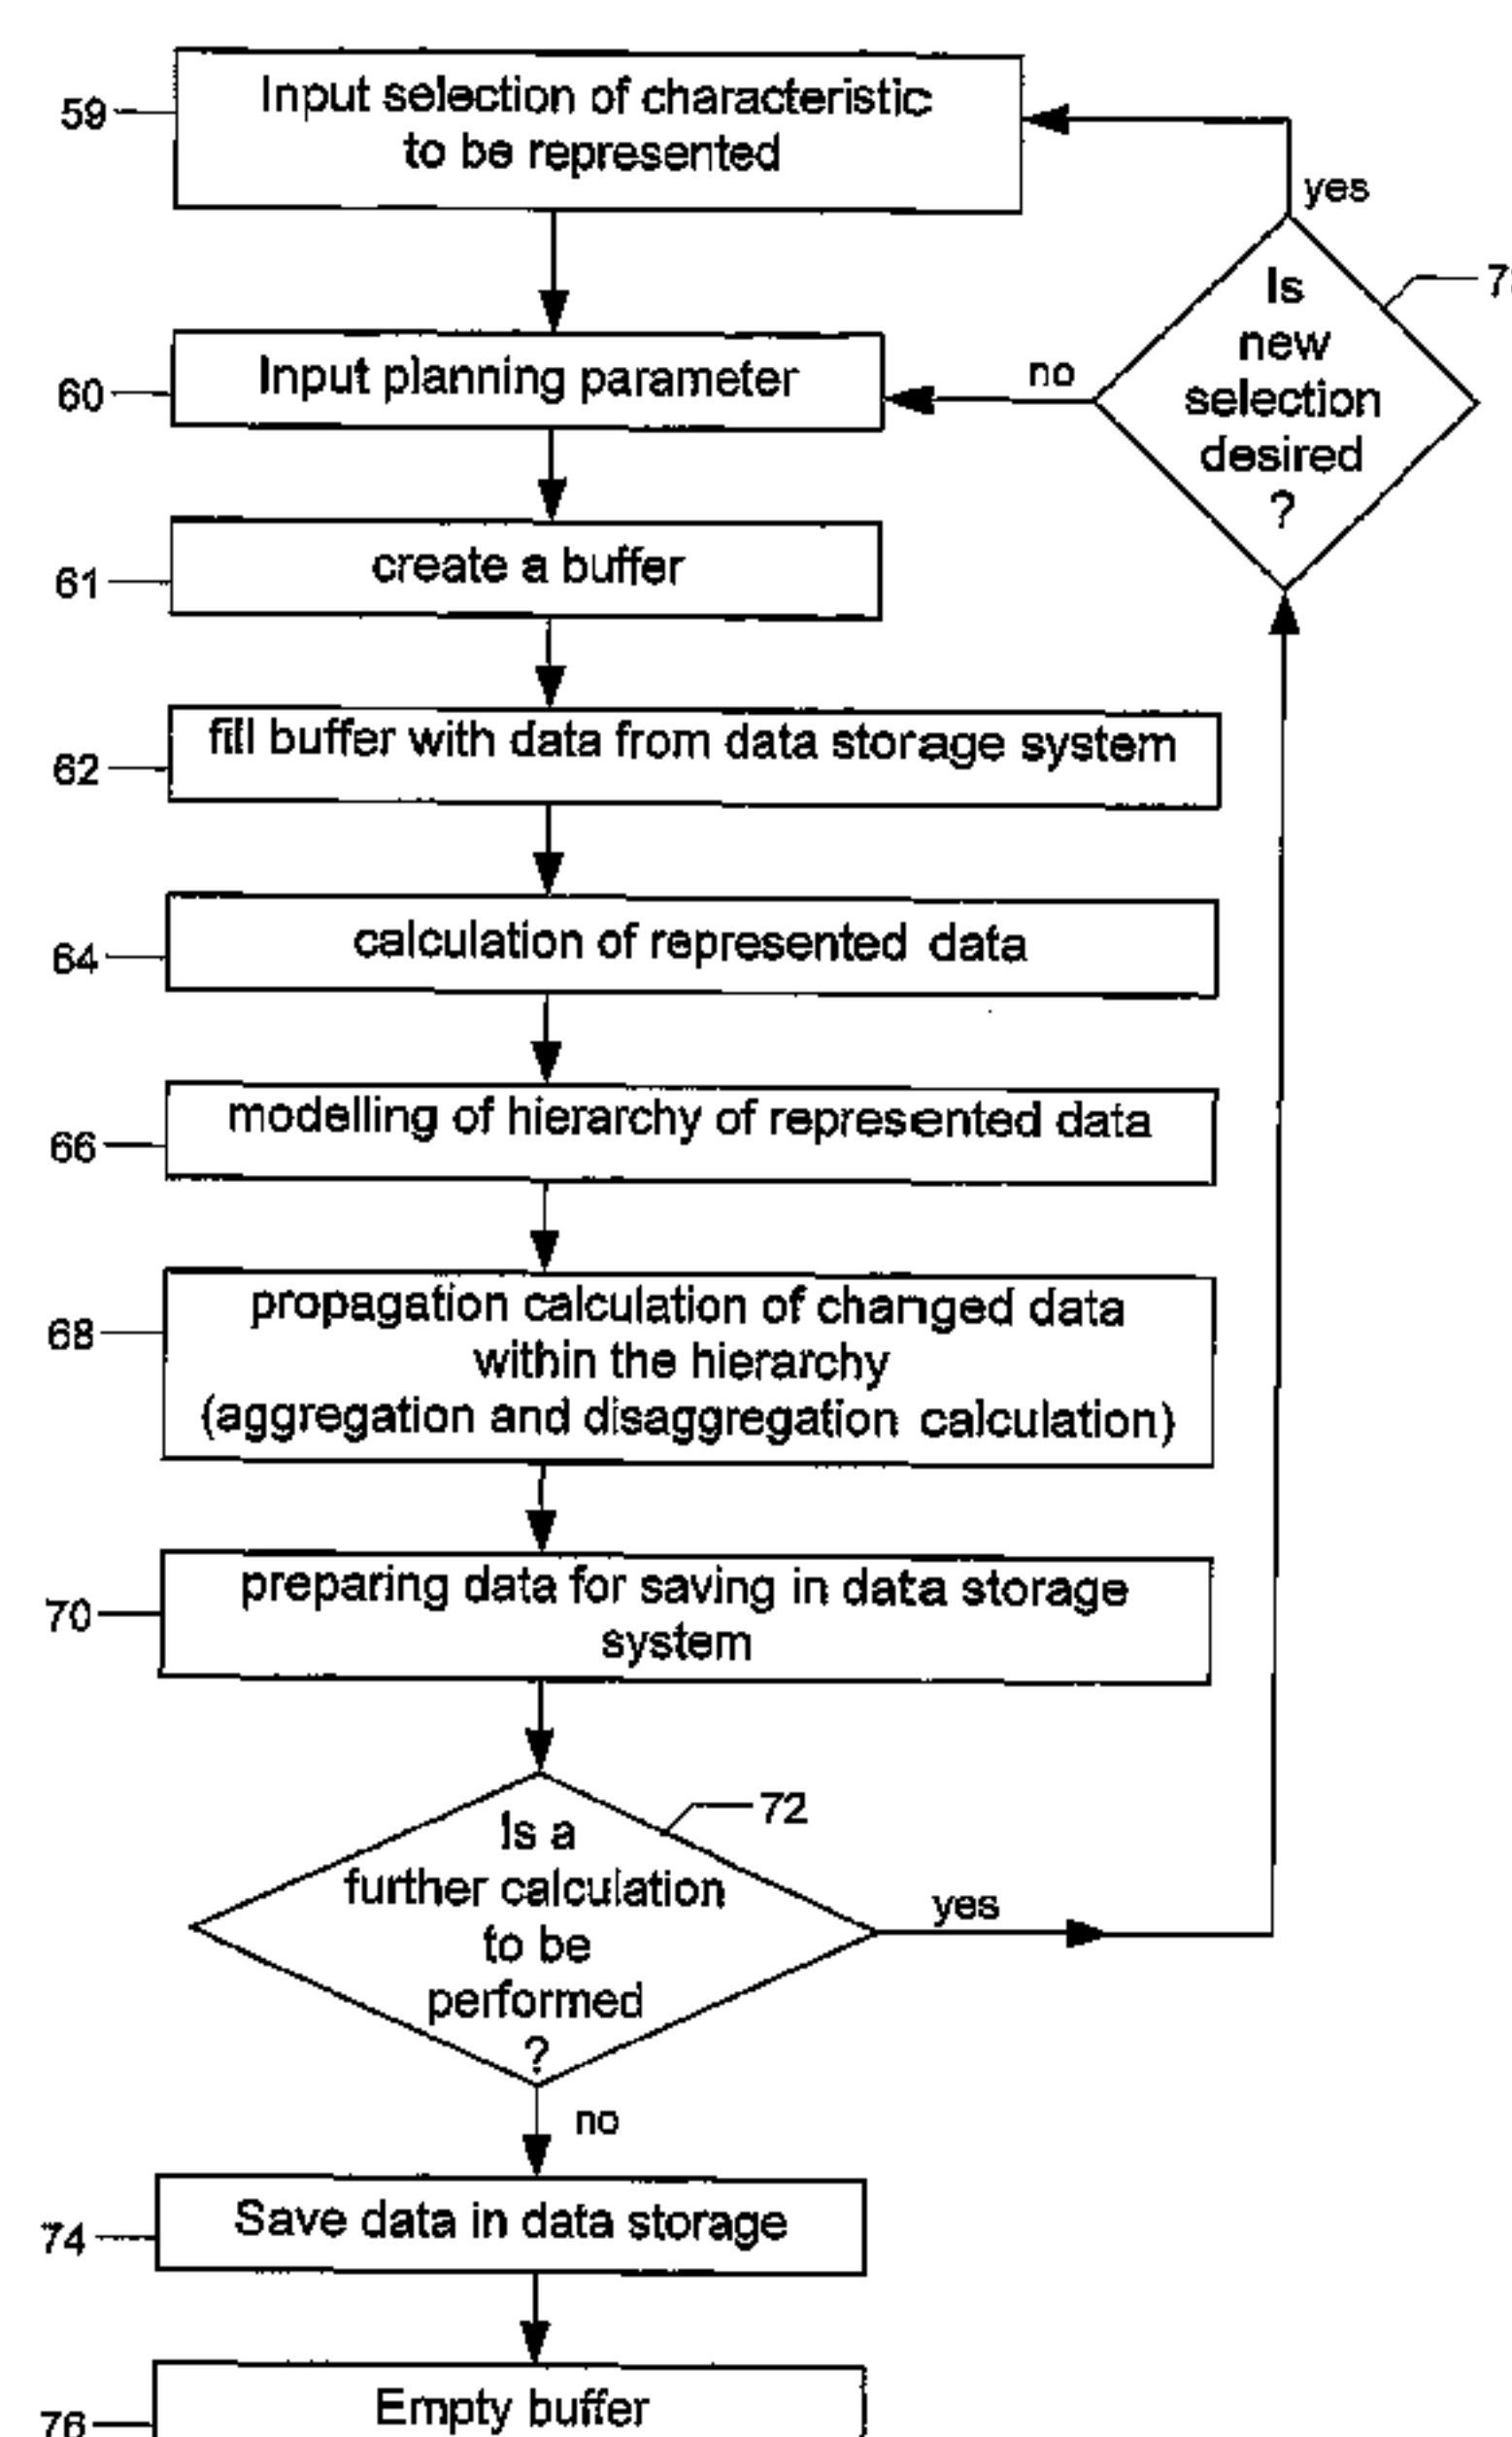 59
Input selection of characteristic
to be represented
yes
Is
new
selection
desired
?
no
60
Input planning parameter
61
create a buffer
62
fill buffer with data from data storage system
64
calculation of represented data
66
modelling of hierarchy of represented data
68
propagation calculation of changed data
within the hierarchy
(aggregation and disaggregation calculation)
70
preparing data for saving in data storage
system
72
Is a
further calculation
to be
performed
?
yes
no
74
Save data in data storage
76
Empty buffer